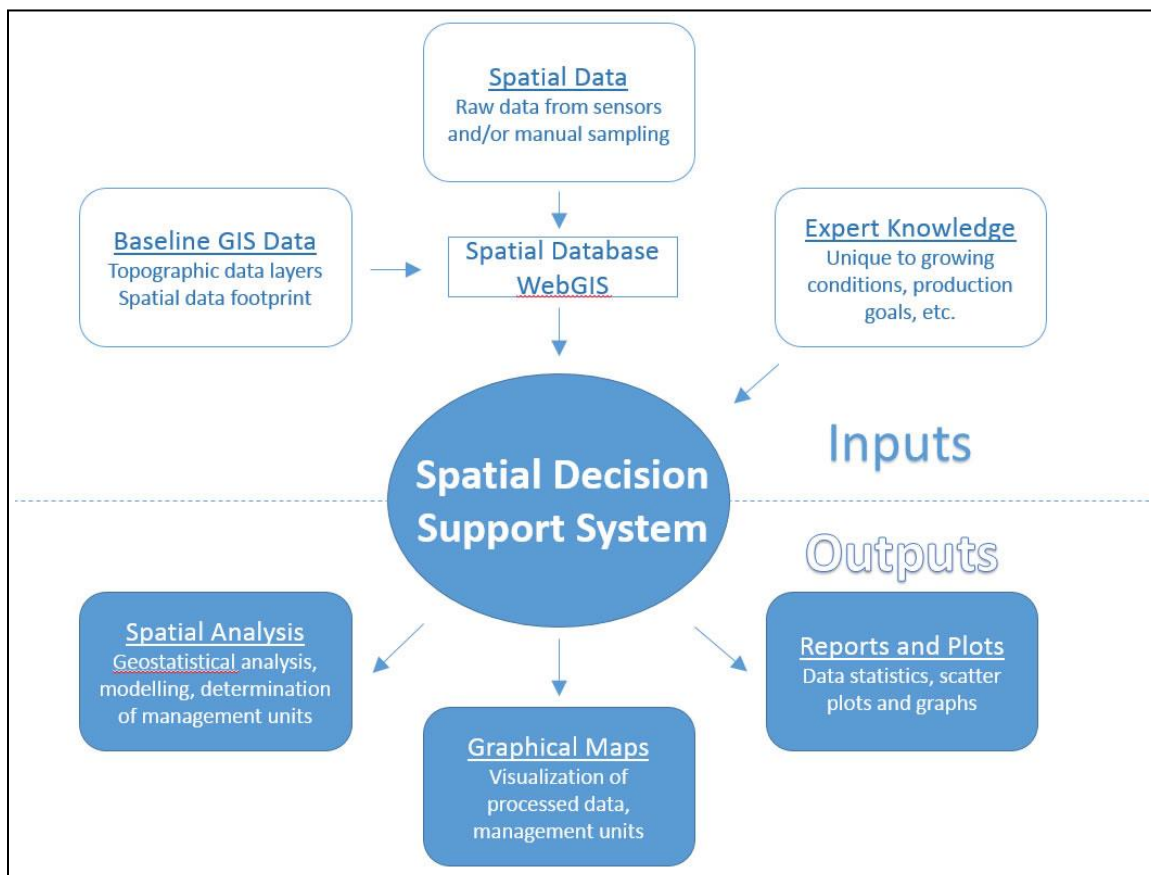 Spatial Data
Raw data from sensors
and/or manual sampling
Baseline GIS Data
Topographic data layers
Spatial data footprint
Spatial Database
WebGIS
Expert Knowledge
Unique to growing
conditions, production
goals, etc.
Inputs
Spatial Decision
Support System
Outputs
Spatial Analysis
Geostatistical analysis,
modelling, determination
of management units
Graphical Maps
Visualization of
processed data,
management units
Reports and Plots
Data statistics, scatter
plots and graphs